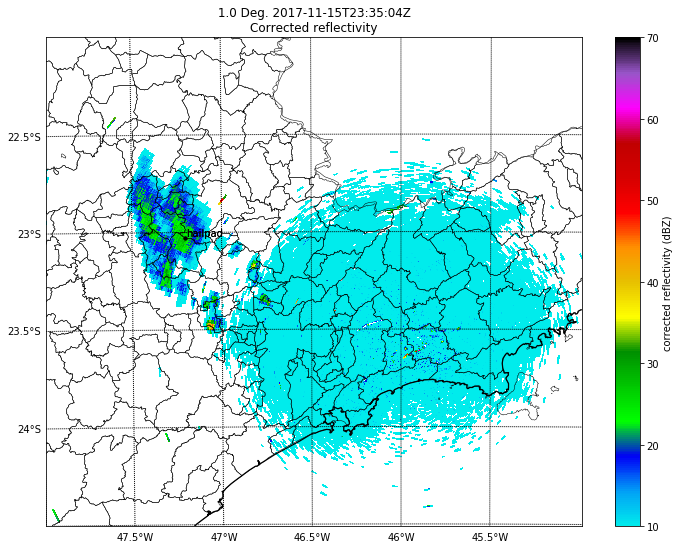 1.0 Deg. 2017-11-15T23:35:04Z
Corrected reflectivity
22.5°S
23°S
23.5°S
24°S
47.5°W
47°W
46.5°W
46°W
45.5°W
70
60
50
40
30
20
10
corrected reflectivity (dBZ)